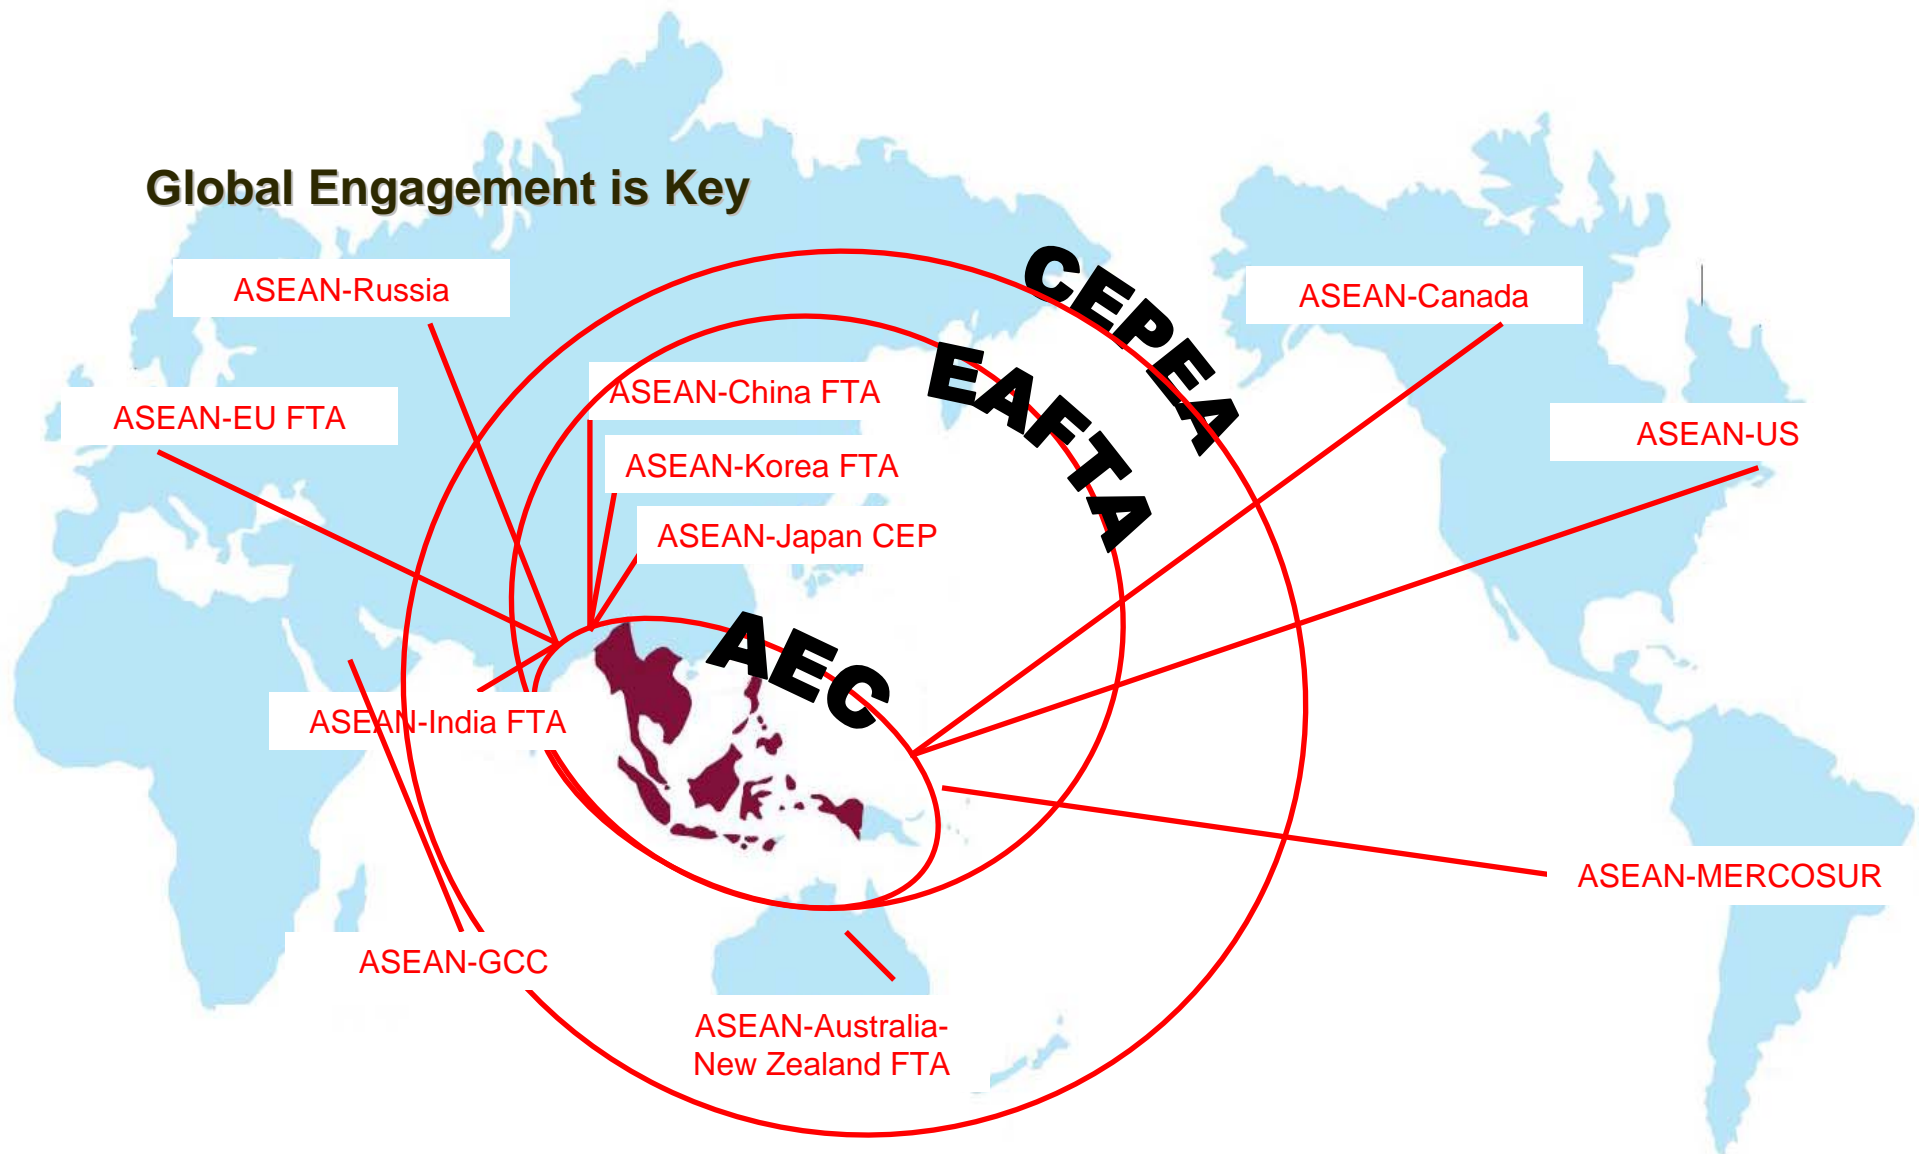 Global Engagement is Key
CEPEA
ASEAN-Russia
ASEAN-Canada
EAFTA
ASEAN-China FTA
ASEAN-EU FTA
ASEAN-US
ASEAN-Korea FTA
ASEAN-Japan CEP
AEC
ASEAN-India FTA
ASEAN-MERCOSUR
ASEAN-GCC
ASEAN-Australia-
New Zealand FTA